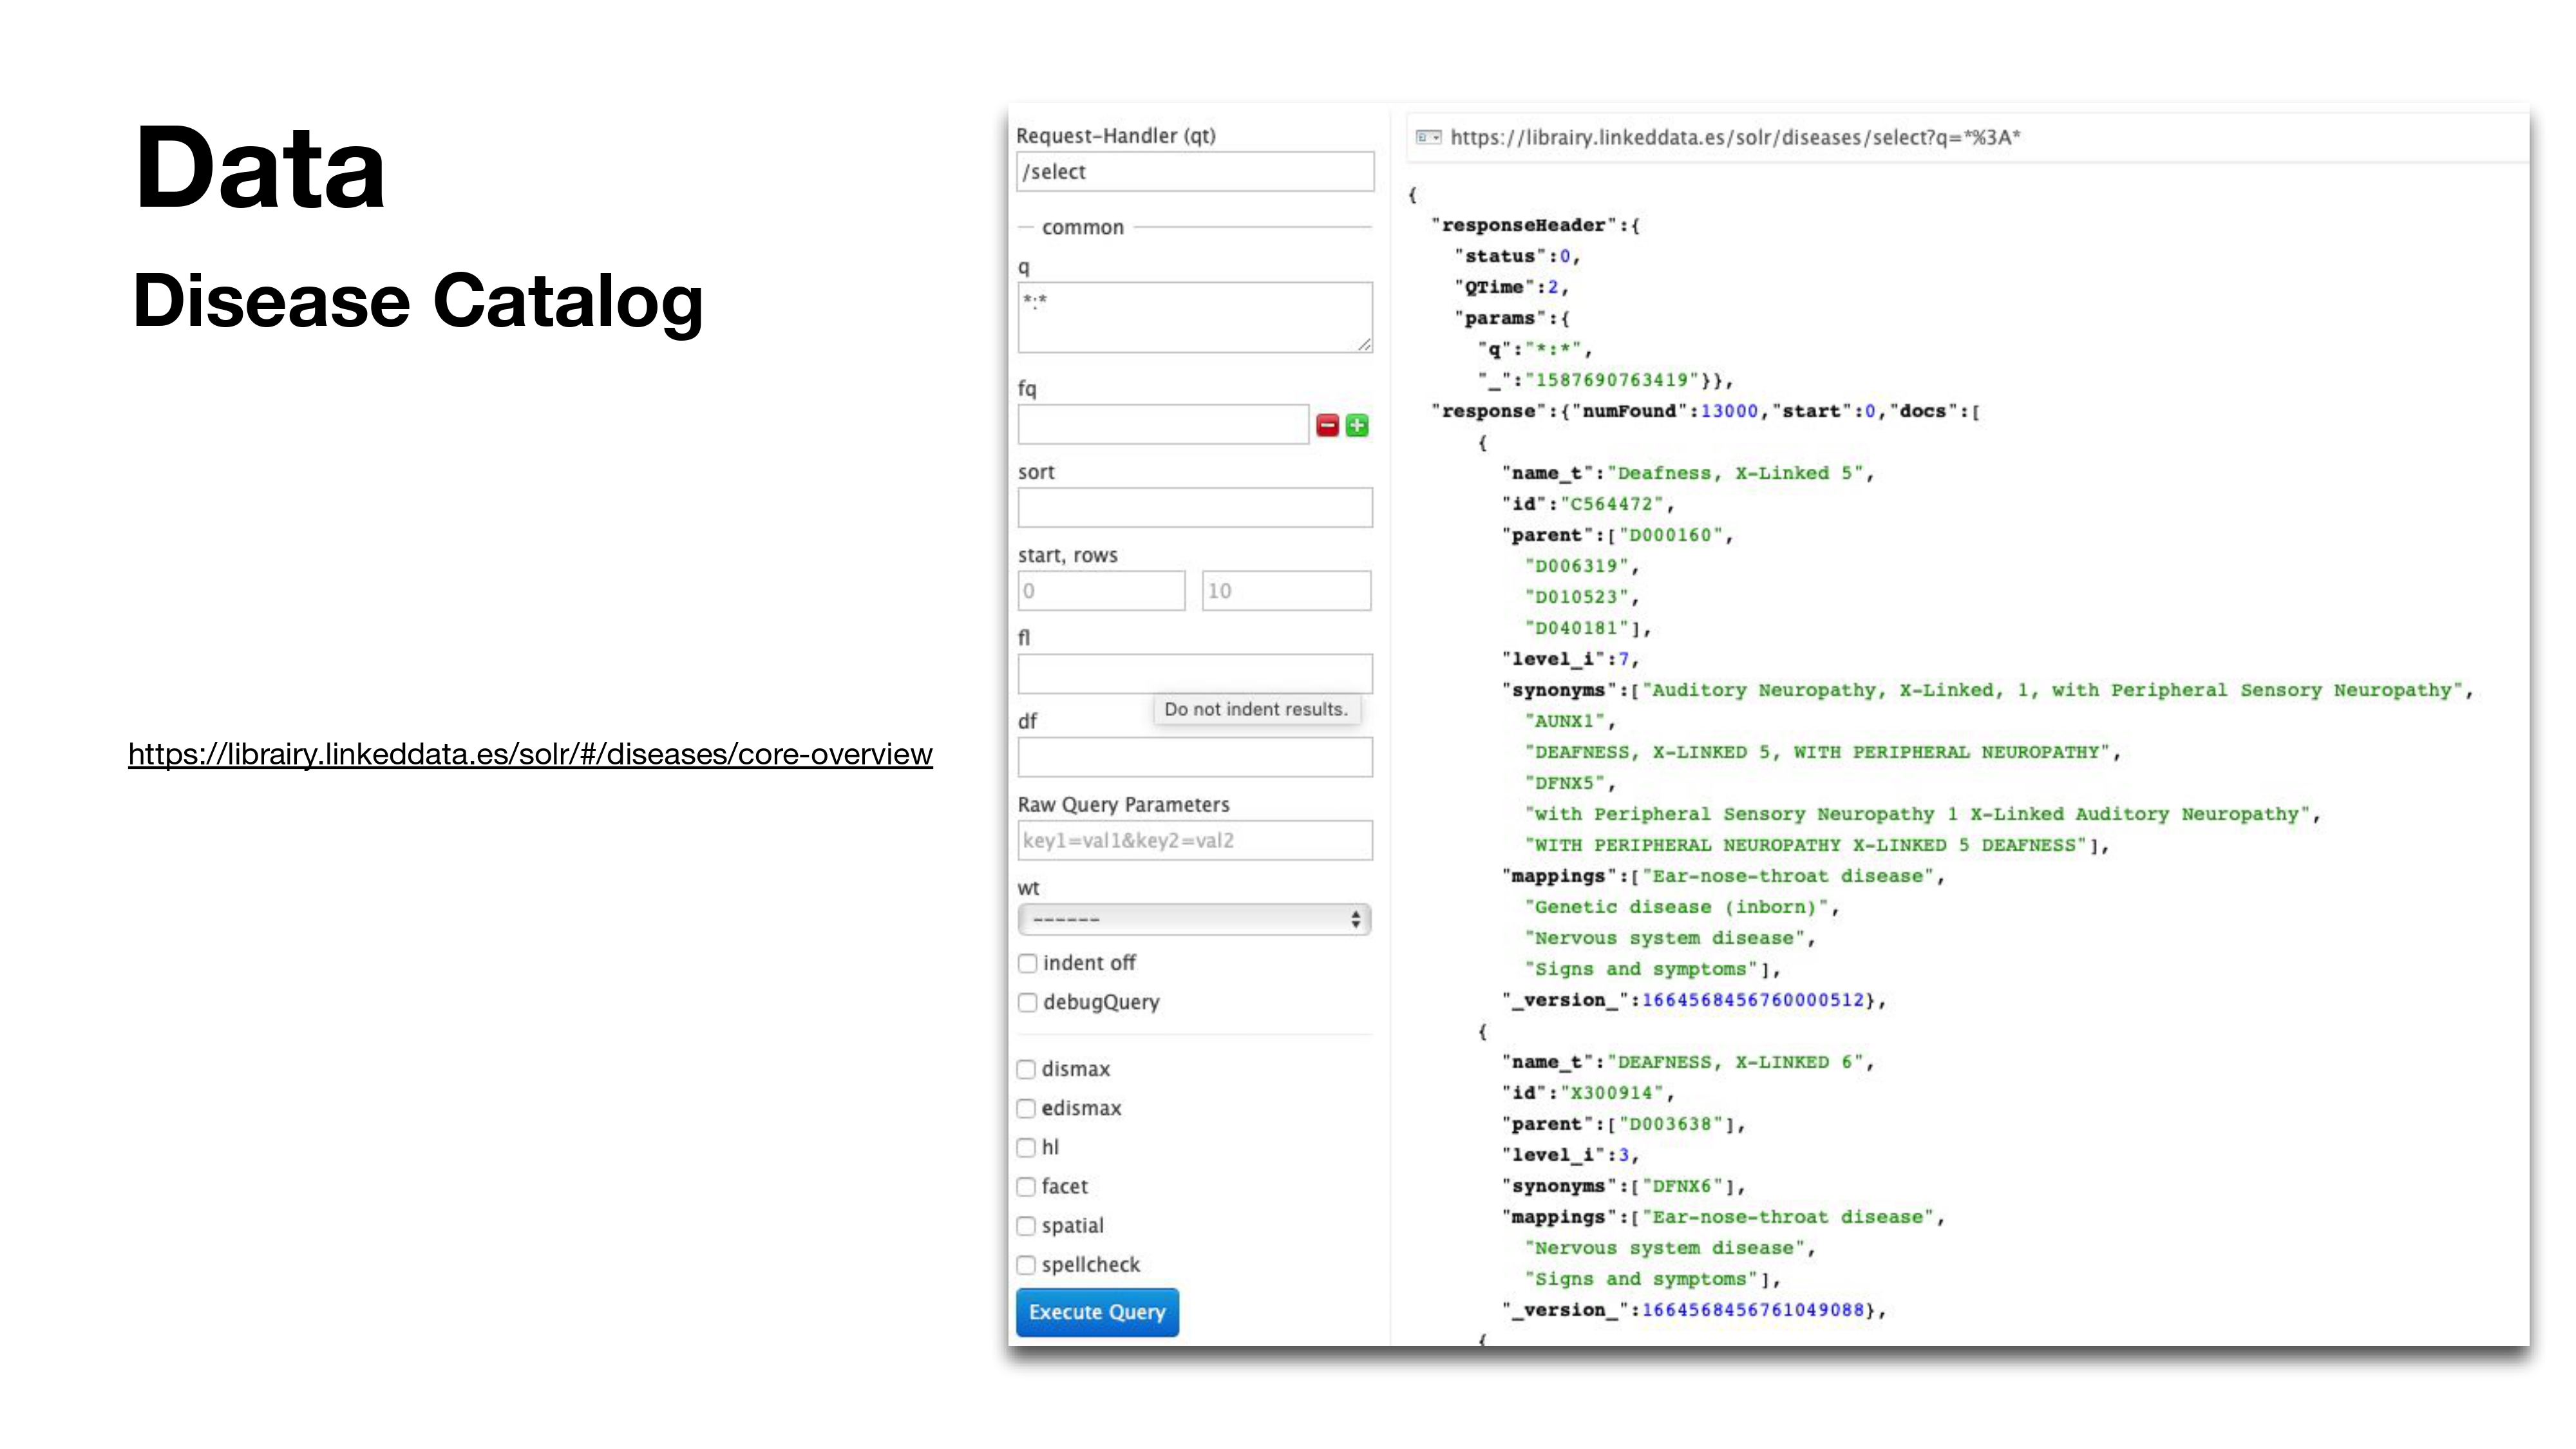 Data
Disease Catalog
https://librairy.linkeddata.es/solr/#/diseases/core-overview
Request-Handler (qt)
/select
common
q
*:*
fq
sort
start, rows
0 10
fl
Do not indent results.
df
Raw Query Parameters
key1=val1&key2=val2
wt
------
indent off
debugQuery
dismax
edismax
hl
facet
spatial
spellcheck
Execute Query
https://librairy.linkeddata.es/solr/diseases/select?q=*%3A*
{
"responseHeader":{
"status":0,
"QTime":2,
"params":{
"q":"*:*",
"_":"1587690763419"}},
"response":{"numFound":13000,"start":0,"docs":[
{
"name_t":"Deafness, X-Linked 5",
"id":"C564472",
"parent":["D000160",
"D006319",
"D010523",
"D040181"],
"level_i":7,
"synonyms":["Auditory Neuropathy, X-Linked, 1, with Peripheral Sensory Neuropathy",
"AUNX1",
"DEAFNESS, X-LINKED 5, WITH PERIPHERAL NEUROPATHY",
"DFNX5",
"with Peripheral Sensory Neuropathy 1 X-Linked Auditory Neuropathy",
"WITH PERIPHERAL NEUROPATHY X-LINKED 5 DEAFNESS"],
"mappings":["Ear-nose-throat disease",
"Genetic disease (inborn)",
"Nervous system disease",
"Signs and symptoms"],
"_version_":1664568456760000512},
{
"name_t":"DEAFNESS, X-LINKED 6",
"id":"X300914",
"parent":["D003638"],
"level_i":3,
"synonyms":["DFNX6"],
"mappings":["Ear-nose-throat disease",
"Nervous system disease",
"Signs and symptoms"],
"_version_":1664568456761049088},
{